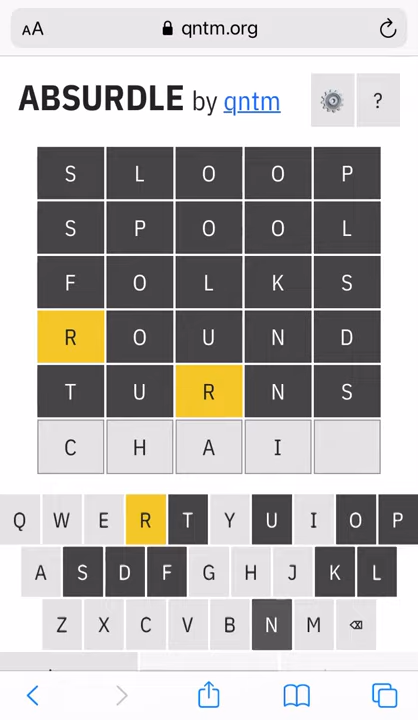 AA qntm.org
ABSURDLE by qntm ?
S L O O P
S P O O L
F O L K S
R O U N D
T U R N S
C H A I
Q W E R T Y U I O P
A S D F G H J K L
Z X C V B N M